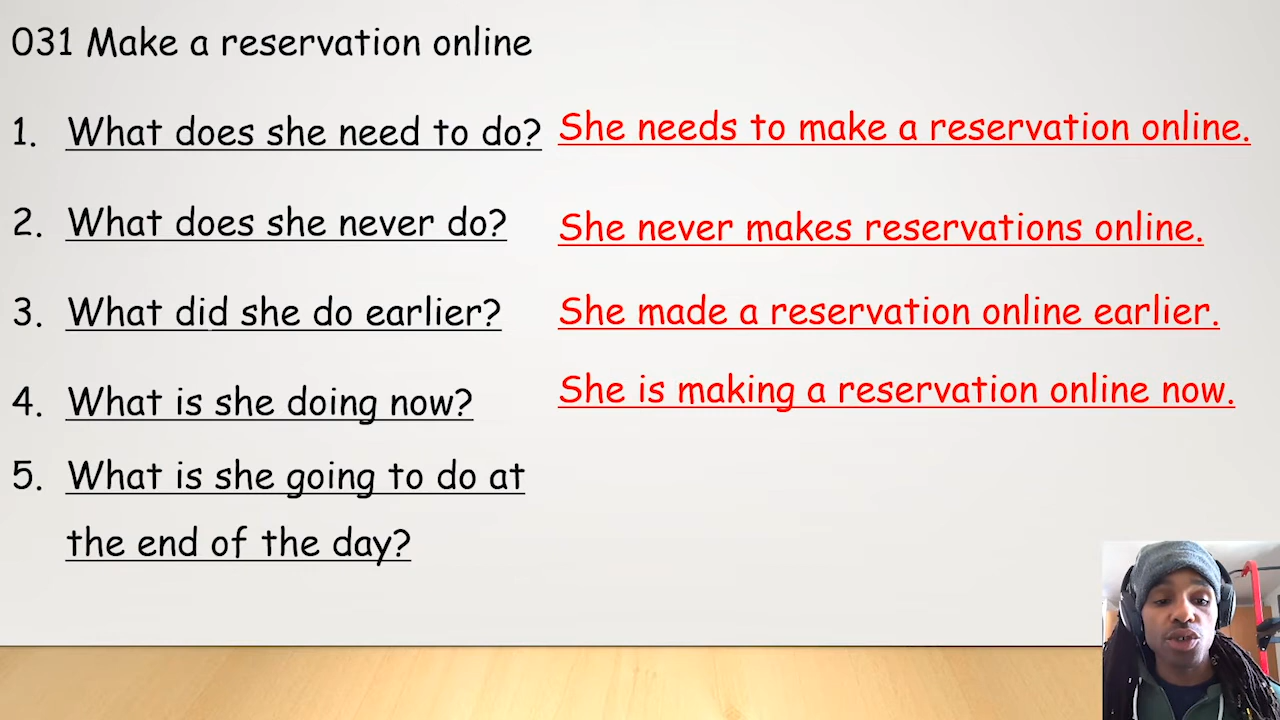 031 Make a reservation online
1. What does she need to do? She needs to make a reservation online.
2. What does she never do? She never makes reservations online.
3. What did she do earlier? She made a reservation online earlier.
4. What is she doing now? She is making a reservation online now.
5. What is she going to do at
the end of the day?